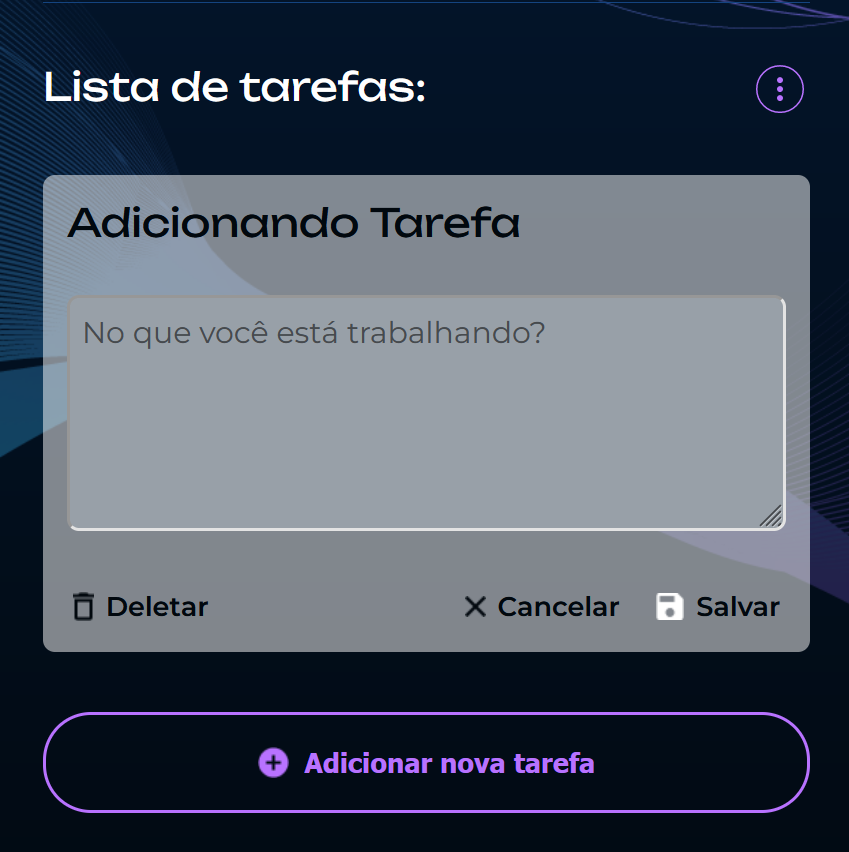 Lista de tarefas:
Adicionando Tarefa
No que você está trabalhando?
Deletar Cancelar Salvar
Adicionar nova tarefa